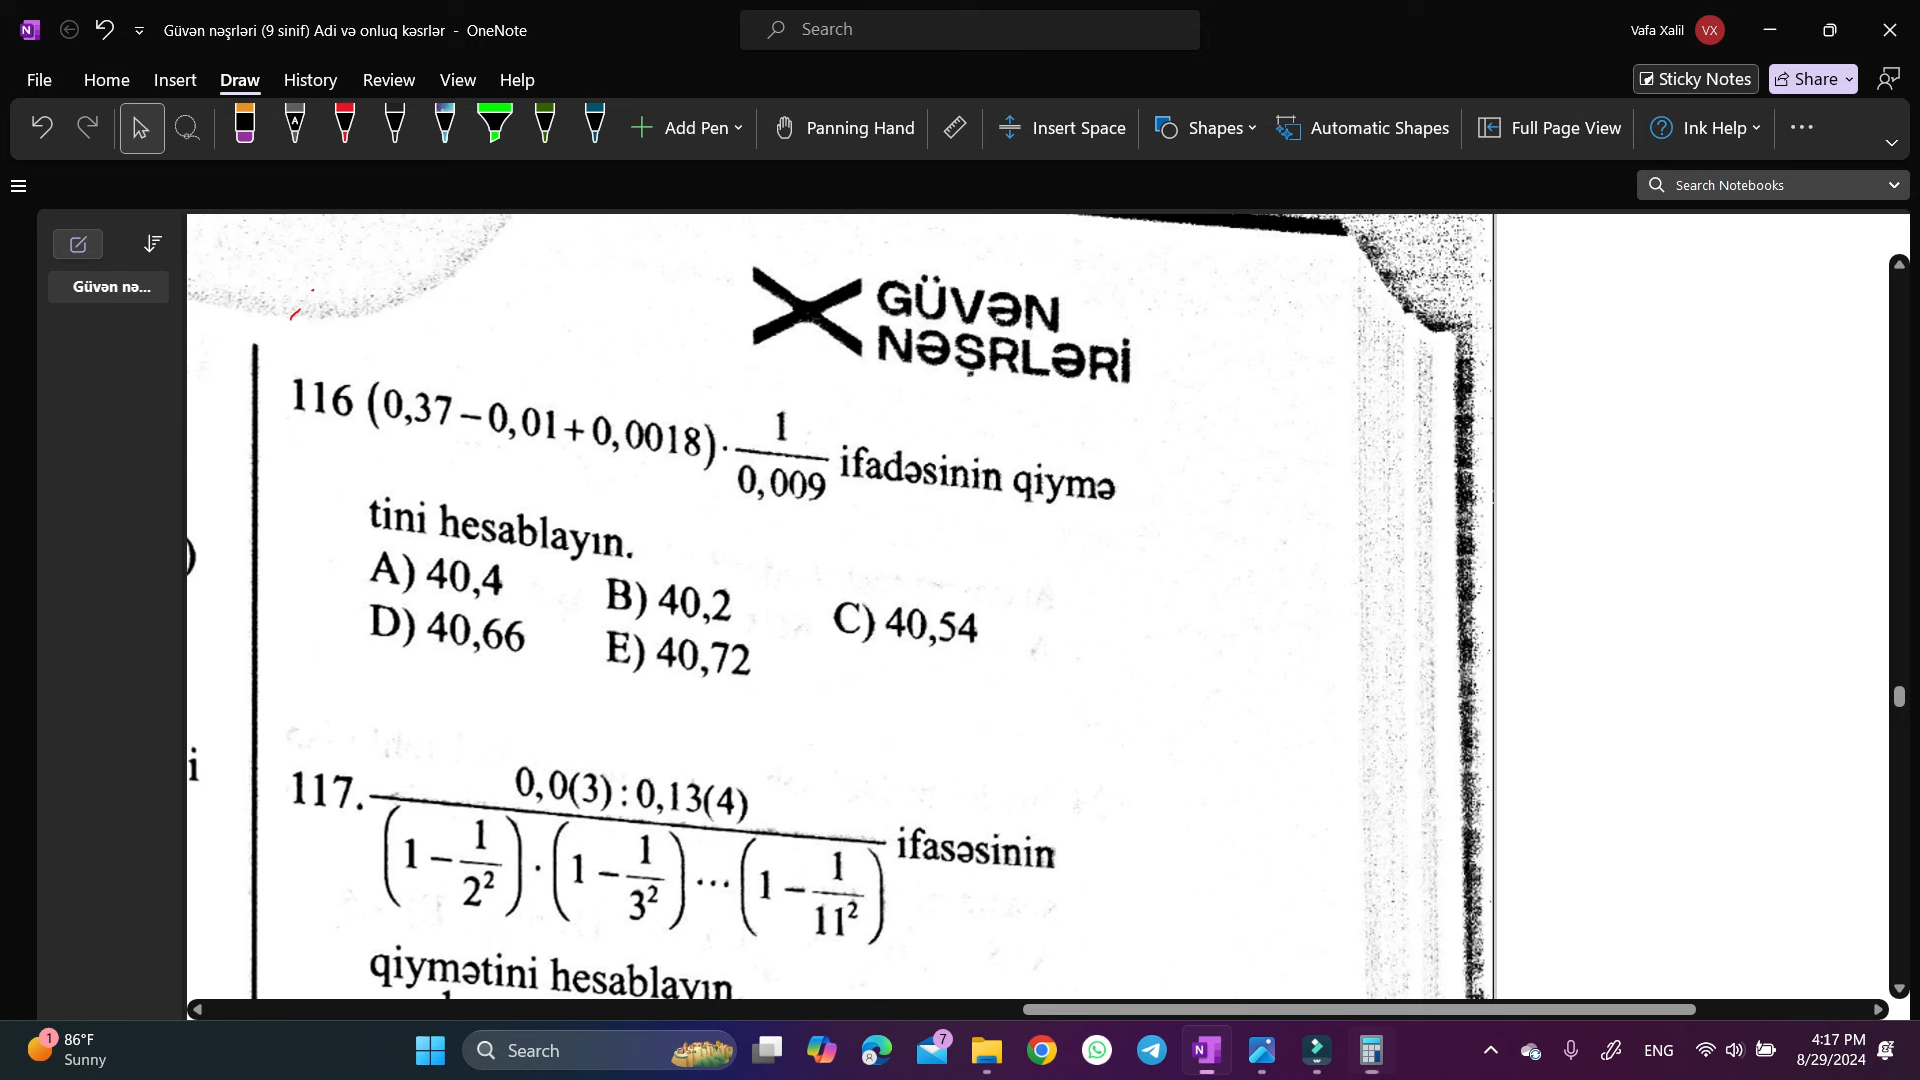 Güvən nəşrləri (9 sinif) Adi və onluq kəsrlər - OneNote
Search
Vafa Xalil
VX
File Home Insert Draw History Review View Help
Sticky Notes
Share
Add Pen
Panning Hand
Insert Space
Shapes
Automatic Shapes
Full Page View
Ink Help
Search Notebooks
Güvən nə...
GÜVƏN
NƏŞRLƏRİ
116 (0,37 – 0,01 + 0,0018) · 1/0,009 ifadəsinin qiymə
tini hesablayın.
A) 40,4 B) 40,2 C) 40,54
D) 40,66 E) 40,72
)
i
117. 0,0(3) : 0,13(4) / (1 – 1/2²) · (1 – 1/3²) ... (1 – 1/11²) ifasəsinin
qiymətini hesablayın
1
86°F
Sunny
Search
7
ENG
4:17 PM
8/29/2024